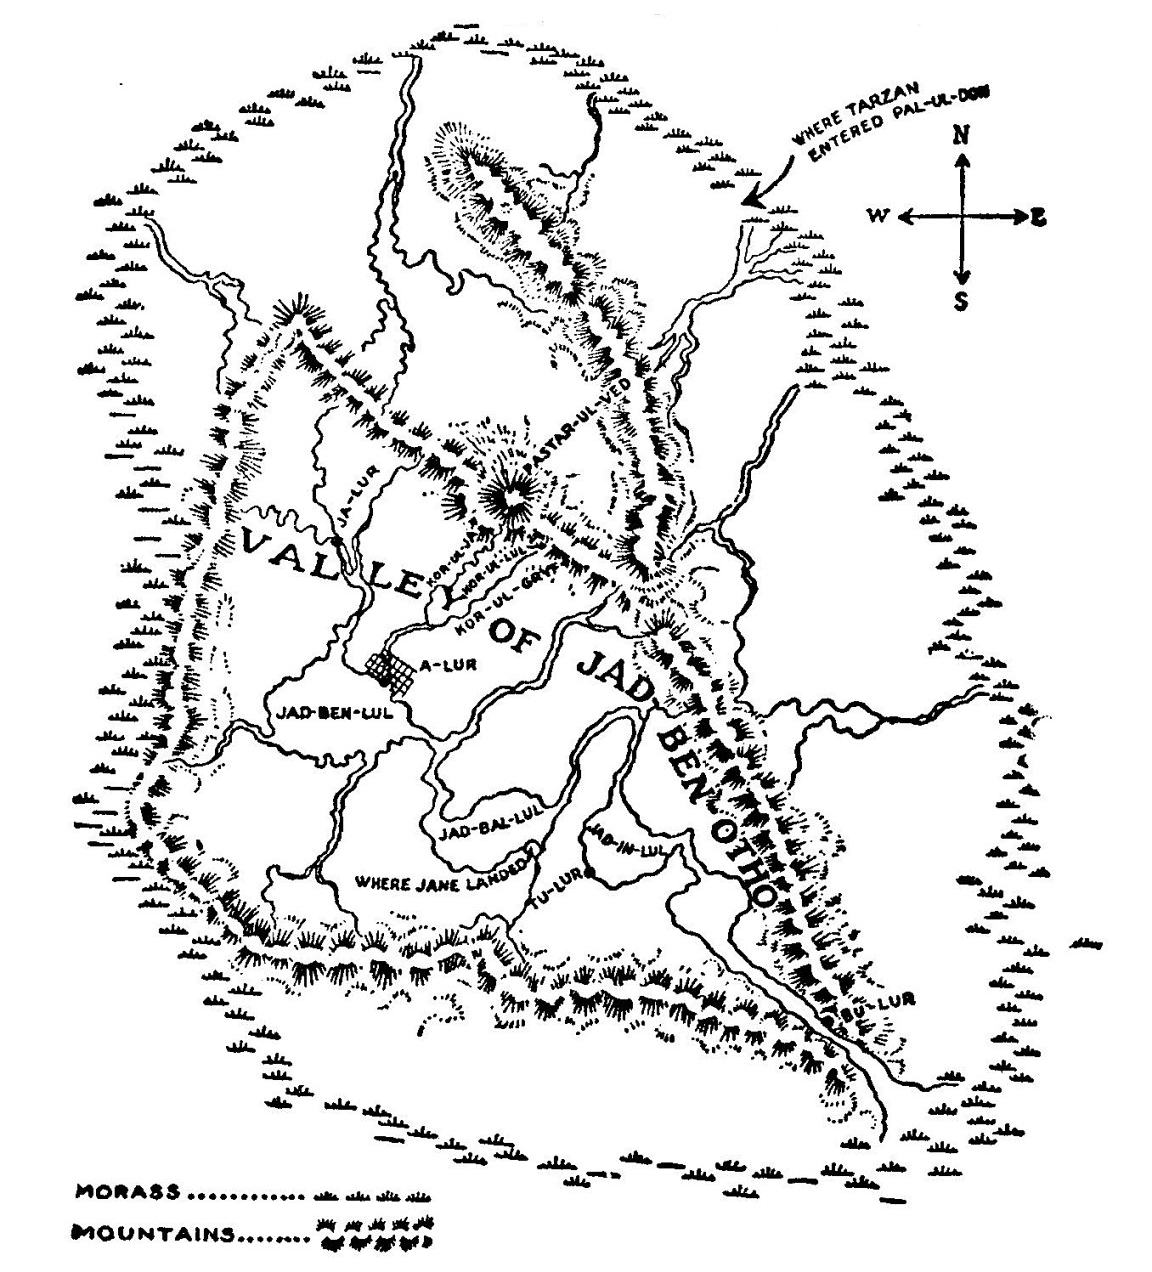 WHERE TARZAN
ENTERED PAL-UL-DON
N
W
E
S
PASTAR-UL-VED
JA-LUR
KOR-UL-JA
KOR-UL-LUL
KOR-UL-GRYF
VALLEY
OF
JAD
BEN-OTHO
A-LUR
JAD-BEN-LUL
JAD-BAL-LUL
JAD-IN-LUL
WHERE JANE LANDED
TU-LUR
BU-LUR
MORASS............
MOUNTAINS........